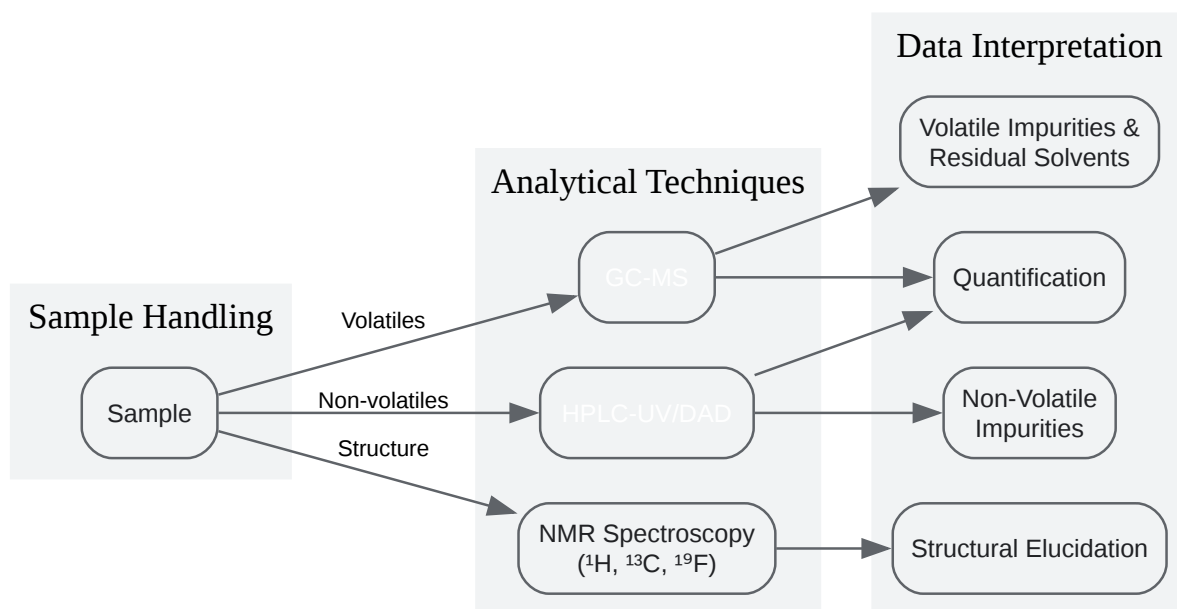 Sample Handling
Sample
Volatiles
Non-volatiles
Structure
Analytical Techniques
GC-MS
HPLC-UV/DAD
NMR Spectroscopy
(¹H, ¹³C, ¹⁹F)
Data Interpretation
Volatile Impurities &
Residual Solvents
Quantification
Non-Volatile
Impurities
Structural Elucidation